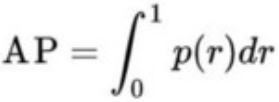 AP = ∫₀¹ p(r)dr